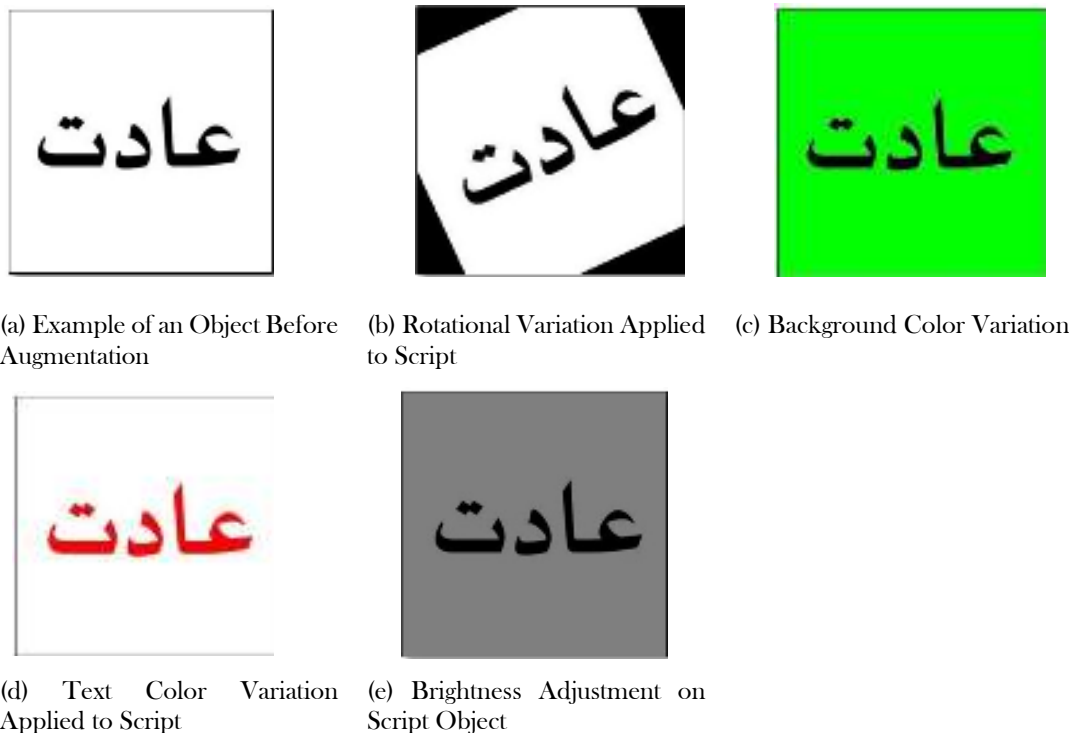 عادت
عادت
عادت
(a) Example of an Object Before
Augmentation
(b) Rotational Variation Applied
to Script
(c) Background Color Variation
عادت
عادت
(d) Text Color Variation
Applied to Script
(e) Brightness Adjustment on
Script Object